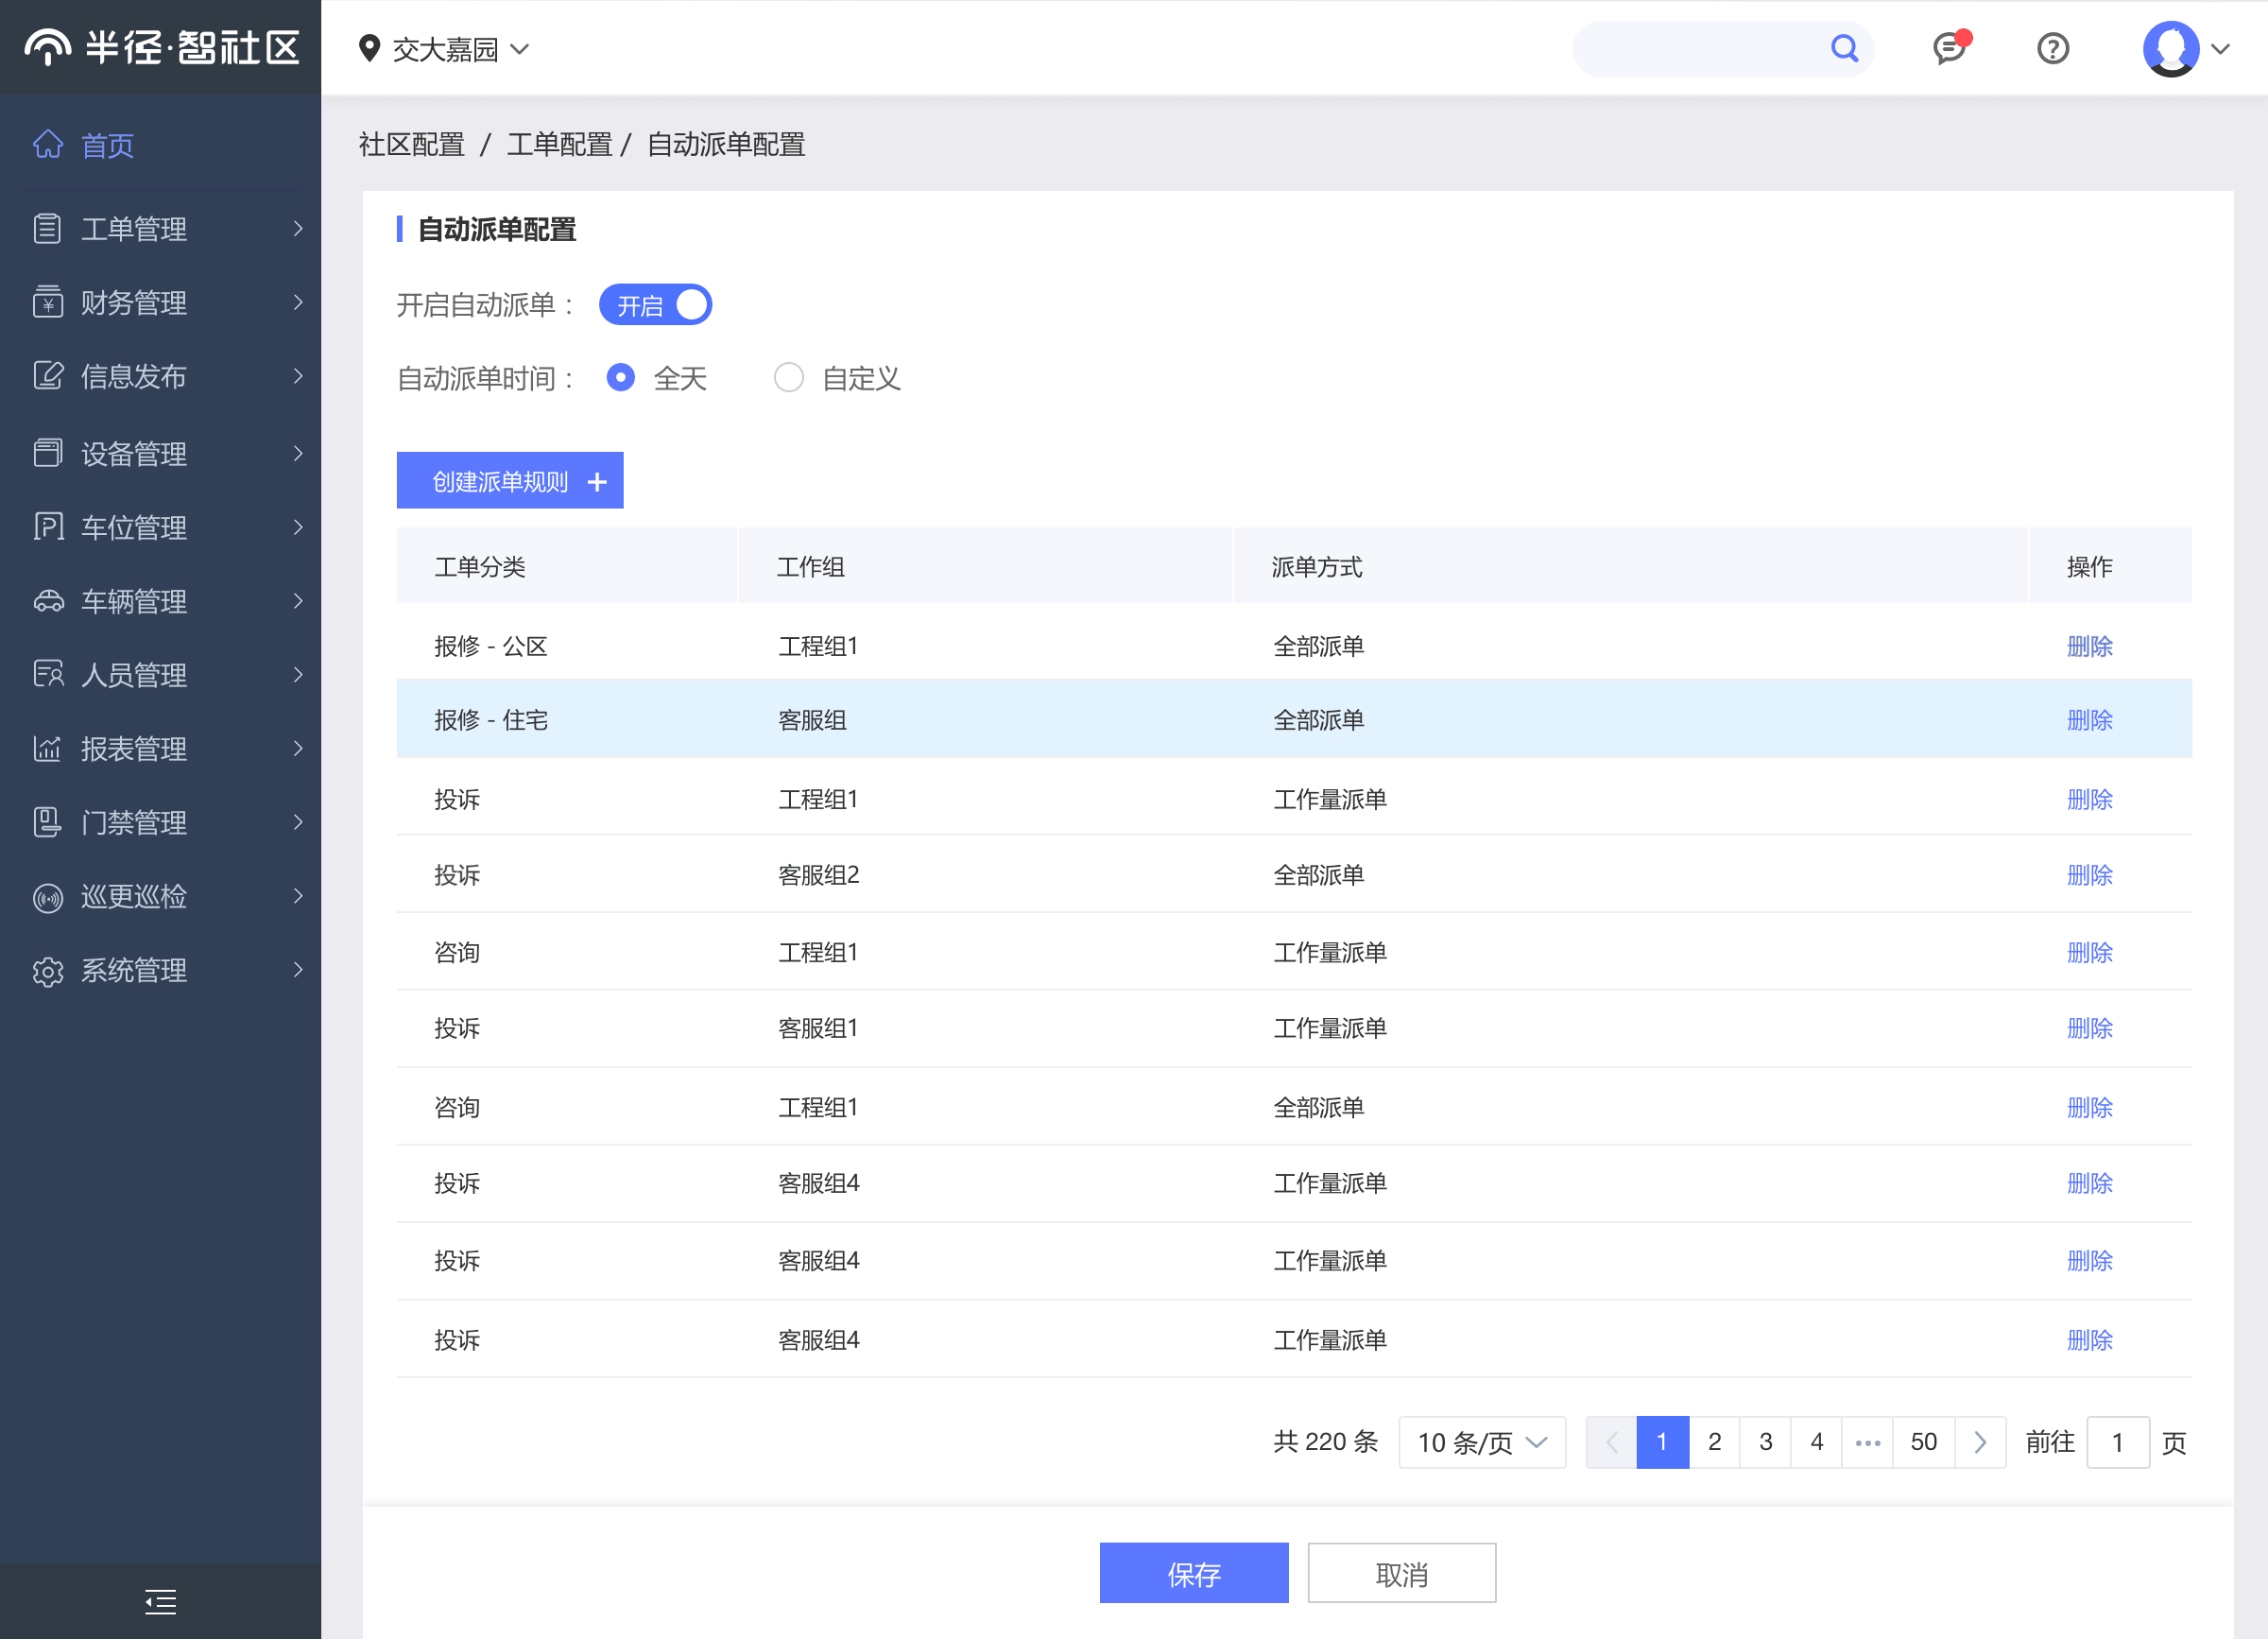 半径·智社区
交大嘉园
首页
工单管理
财务管理
信息发布
设备管理
车位管理
车辆管理
人员管理
报表管理
门禁管理
巡更巡检
系统管理
社区配置 / 工单配置 / 自动派单配置
自动派单配置
开启自动派单： 开启
自动派单时间： 全天 自定义
创建派单规则 +
工单分类 工作组 派单方式 操作
报修 - 公区 工程组1 全部派单 删除
报修 - 住宅 客服组 全部派单 删除
投诉 工程组1 工作量派单 删除
投诉 客服组2 全部派单 删除
咨询 工程组1 工作量派单 删除
投诉 客服组1 工作量派单 删除
咨询 工程组1 全部派单 删除
投诉 客服组4 工作量派单 删除
投诉 客服组4 工作量派单 删除
投诉 客服组4 工作量派单 删除
共 220 条 10 条/页 1 2 3 4 ••• 50 前往 1 页
保存 取消